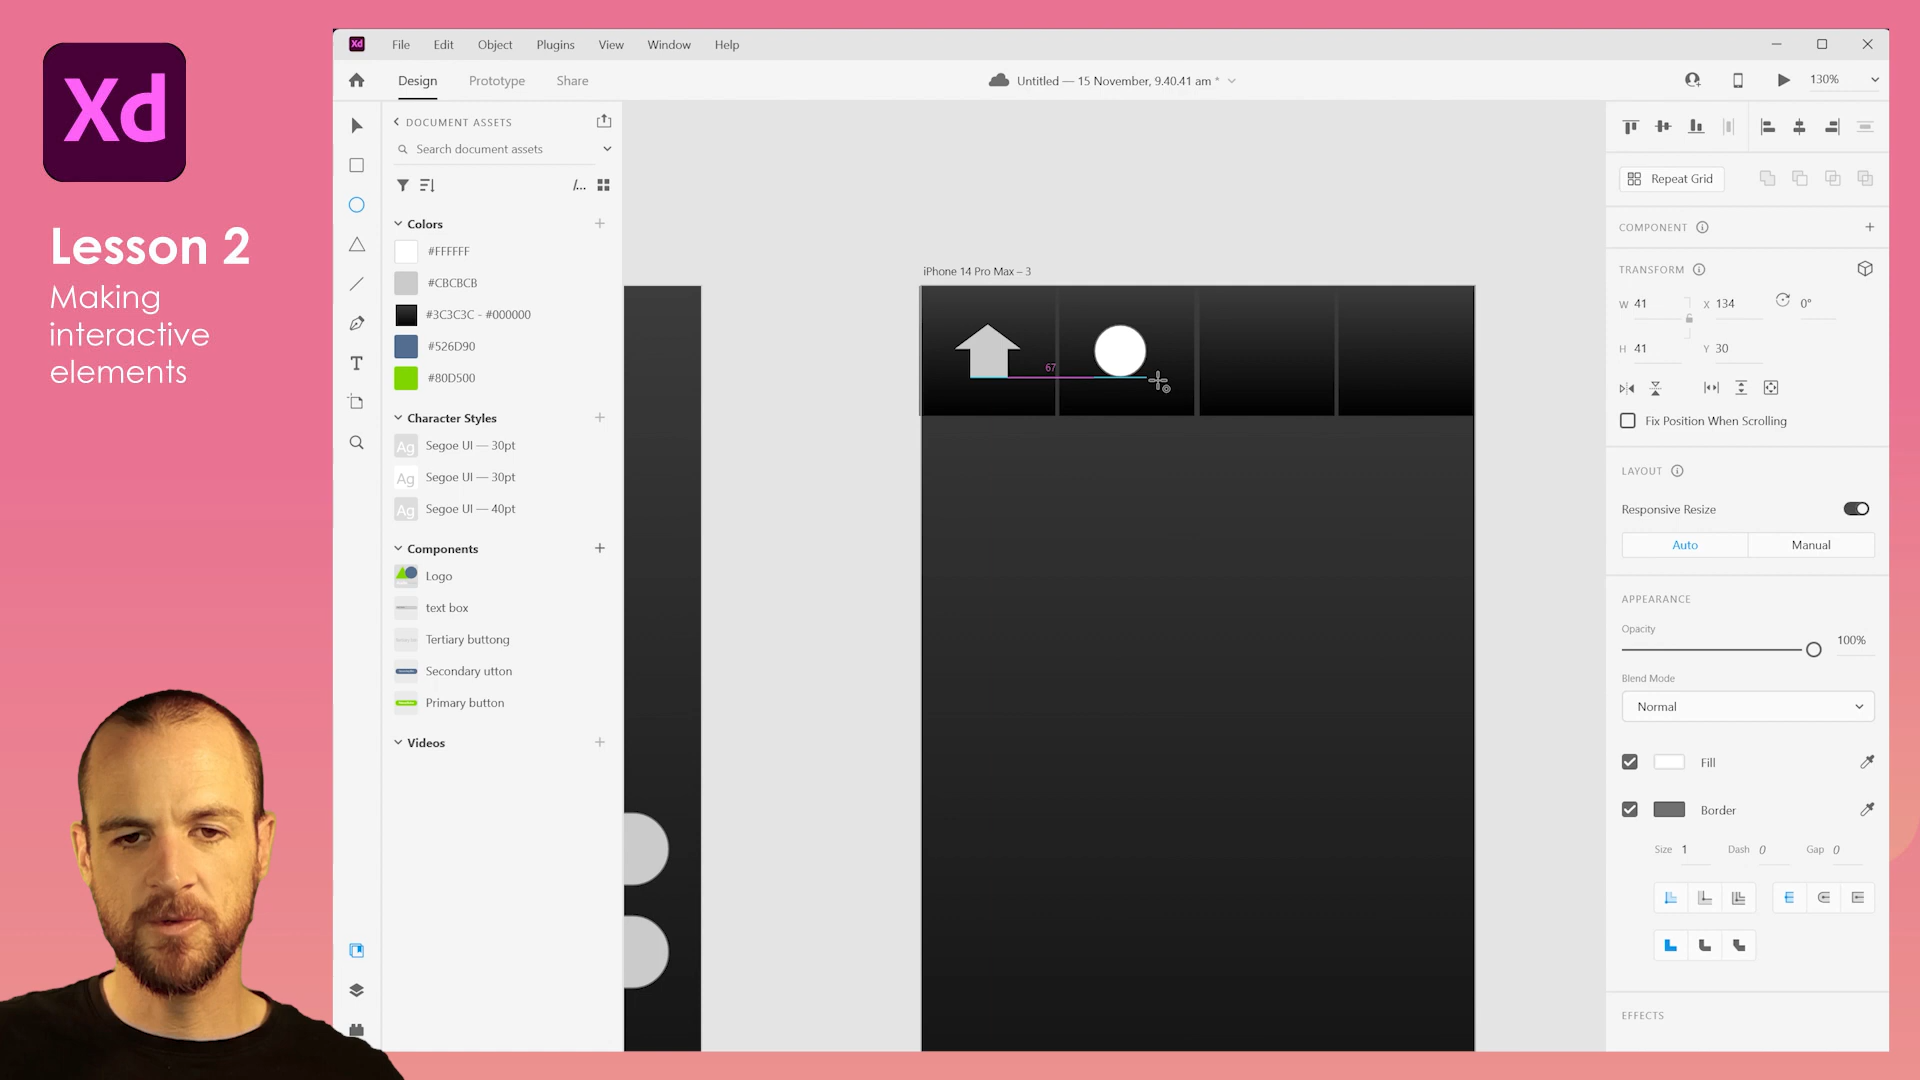 Xd
Lesson 2
Making
interactive
elements
Xd
File
Edit
Object
Plugins
View
Window
Help
Design
Prototype
Share
Untitled — 15 November, 9.40.41 am *
130%
DOCUMENT ASSETS
Search document assets
/...
Colors
#FFFFFF
#CBCBCB
#3C3C3C - #000000
#526D90
#80D500
Character Styles
Ag Segoe UI — 30pt
Ag Segoe UI — 30pt
Ag Segoe UI — 40pt
Components
Logo
text box
Tertiary buttong
Secondary utton
Primary button
Videos
iPhone 14 Pro Max – 3
67
Repeat Grid
COMPONENT
TRANSFORM
W 41
X 134
0°
H 41
Y 30
Fix Position When Scrolling
LAYOUT
Responsive Resize
Auto
Manual
APPEARANCE
Opacity
100%
Blend Mode
Normal
Fill
Border
Size 1
Dash 0
Gap 0
EFFECTS